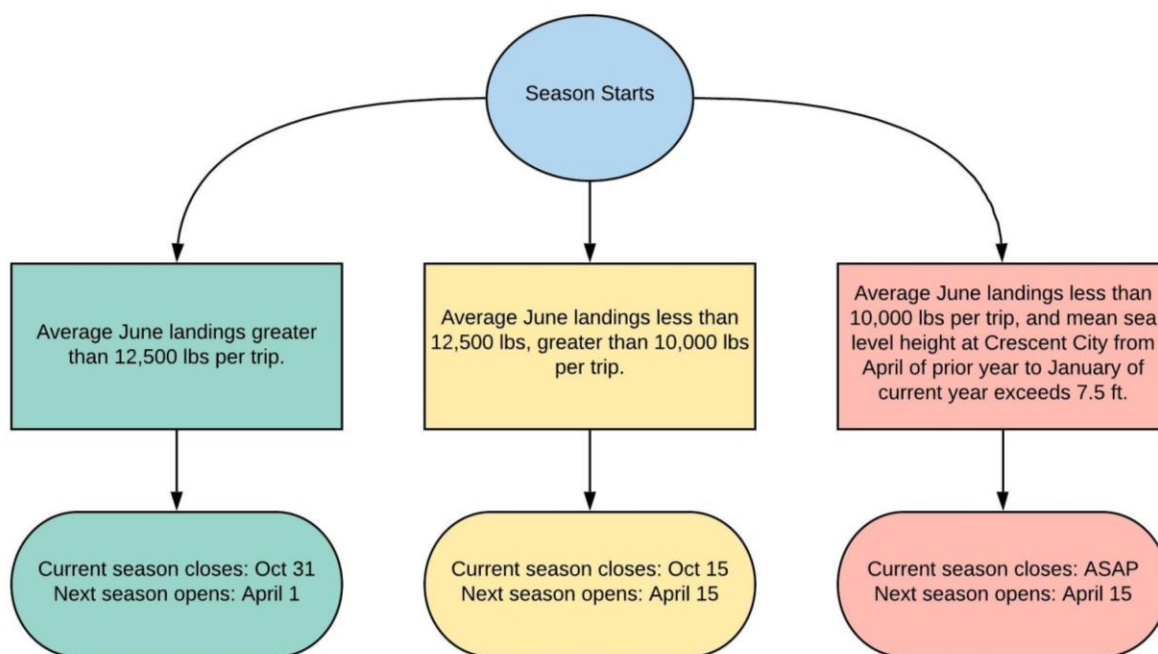 Season Starts
Average June landings greater
than 12,500 lbs per trip.
Average June landings less than
12,500 lbs, greater than 10,000 lbs
per trip.
Average June landings less than
10,000 lbs per trip, and mean sea
level height at Crescent City from
April of prior year to January of
current year exceeds 7.5 ft.
Current season closes: Oct 31
Next season opens: April 1
Current season closes: Oct 15
Next season opens: April 15
Current season closes: ASAP
Next season opens: April 15